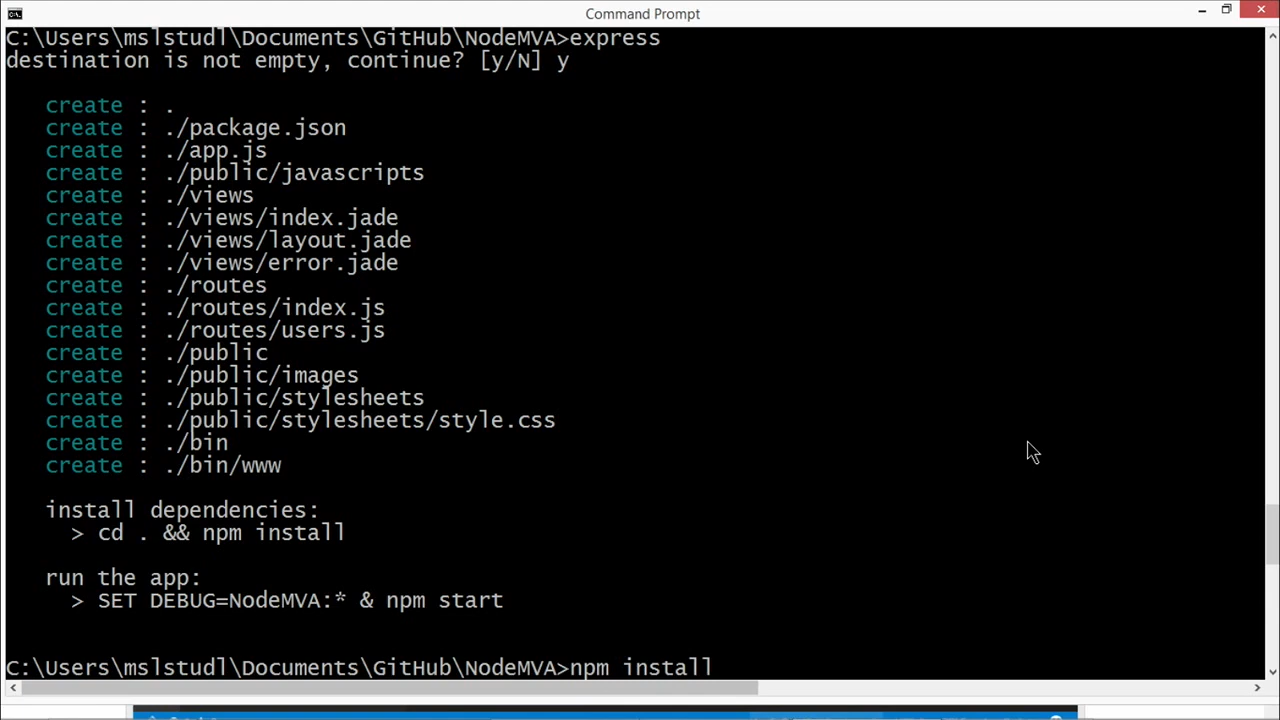 Command Prompt
C:\Users\mslstudl\Documents\GitHub\NodeMVA>express
destination is not empty, continue? [y/N] y
create : .
create : ./package.json
create : ./app.js
create : ./public/javascripts
create : ./views
create : ./views/index.jade
create : ./views/layout.jade
create : ./views/error.jade
create : ./routes
create : ./routes/index.js
create : ./routes/users.js
create : ./public
create : ./public/images
create : ./public/stylesheets
create : ./public/stylesheets/style.css
create : ./bin
create : ./bin/www
install dependencies:
> cd . && npm install
run the app:
> SET DEBUG=NodeMVA:* & npm start
C:\Users\mslstudl\Documents\GitHub\NodeMVA>npm install